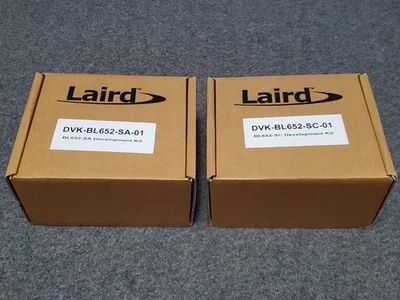 Laird
DVK-BL652-SA-01
BL652-SA Development Kit
Laird
DVK-BL652-SC-01
BL652-SC Development Kit